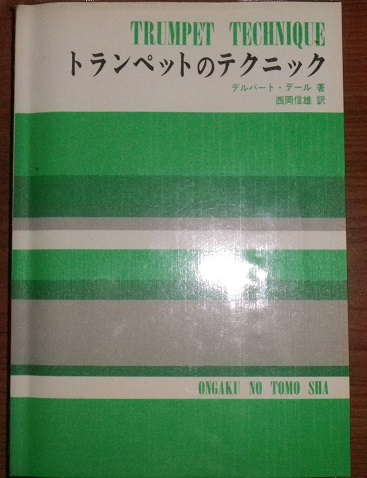 TRUMPET TECHNIQUE
トランペットのテクニック
デルバート・デール 著
西岡信雄 訳
ONGAKU NO TOMO SHA